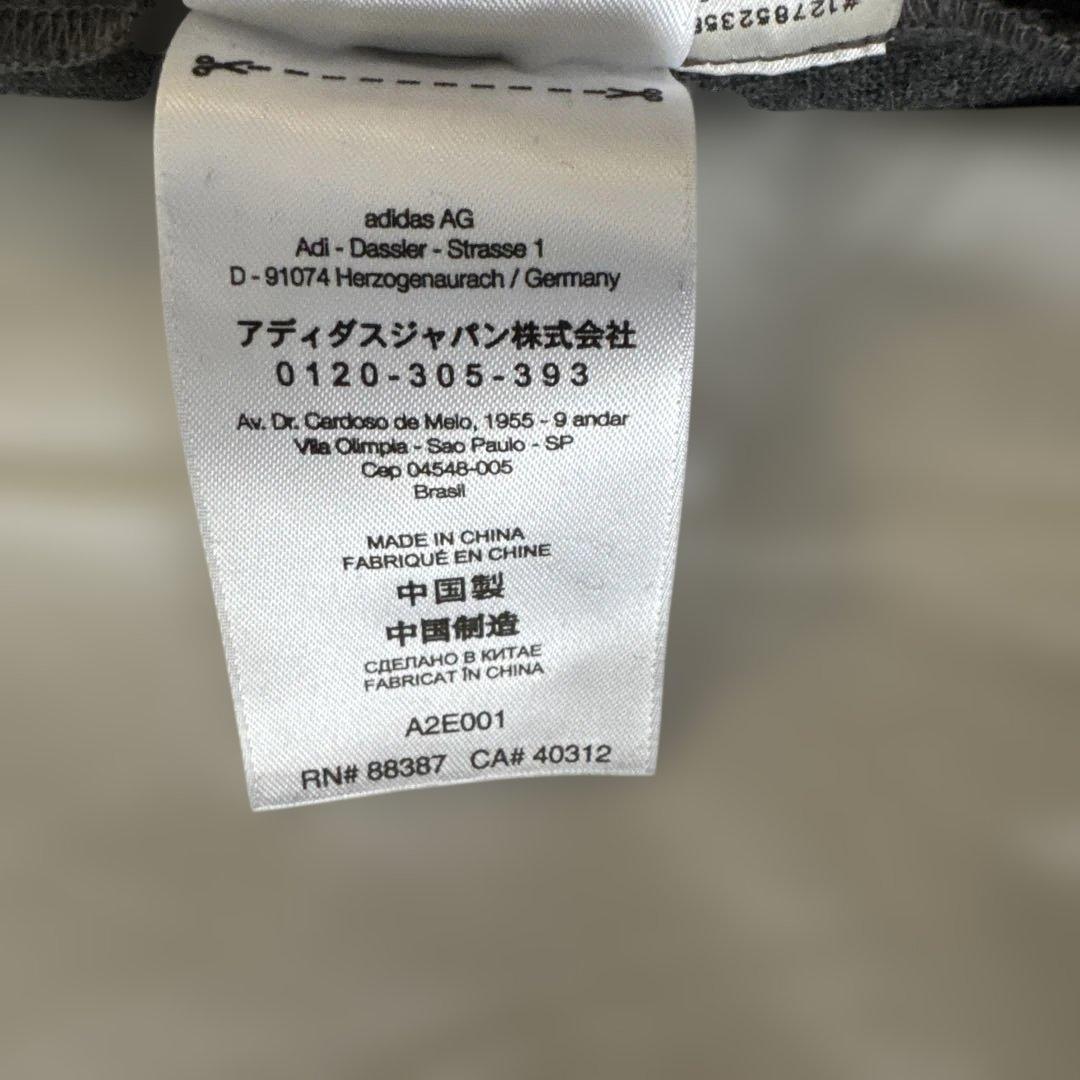 #12785235
adidas AG
Adi - Dassler - Strasse 1
D - 91074 Herzogenaurach / Germany
アディダスジャパン株式会社
0120-305-393
Av. Dr. Cardoso de Melo, 1955 - 9 andar
Vila Olimpia - Sao Paulo - SP
Cep 04548-005
Brasil
MADE IN CHINA
FABRIQUÉ EN CHINE
中国製
中国制造
СДЕЛАНО В КИТАЕ
FABRICAT ÎN CHINA
A2E001
RN# 88387 CA# 40312